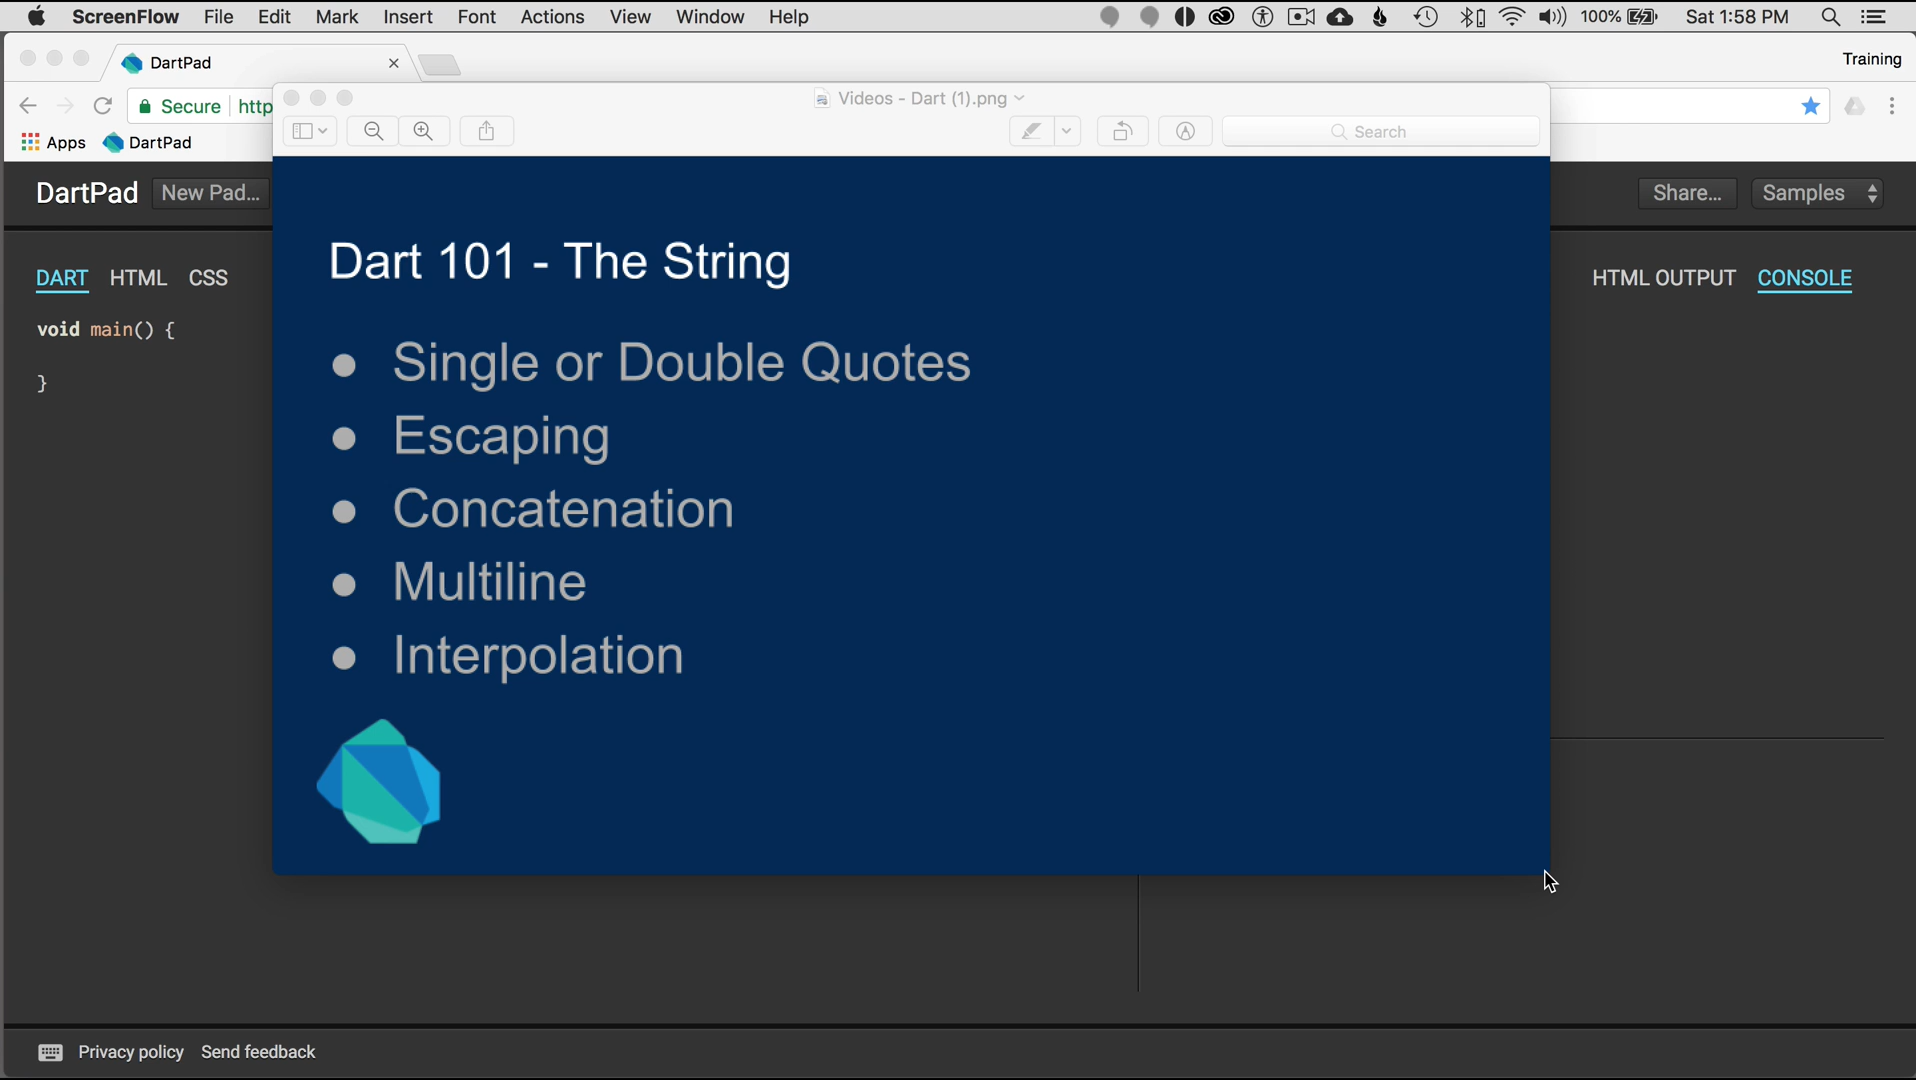 ScreenFlow File Edit Mark Insert Font Actions View Window Help 100% Sat 1:58 PM
DartPad Training
Secure http
Videos - Dart (1).png
Search
Apps DartPad
DartPad New Pad... Share... Samples
DART HTML CSS HTML OUTPUT CONSOLE
void main() {
}
Dart 101 - The String
● Single or Double Quotes
● Escaping
● Concatenation
● Multiline
● Interpolation
Privacy policy Send feedback